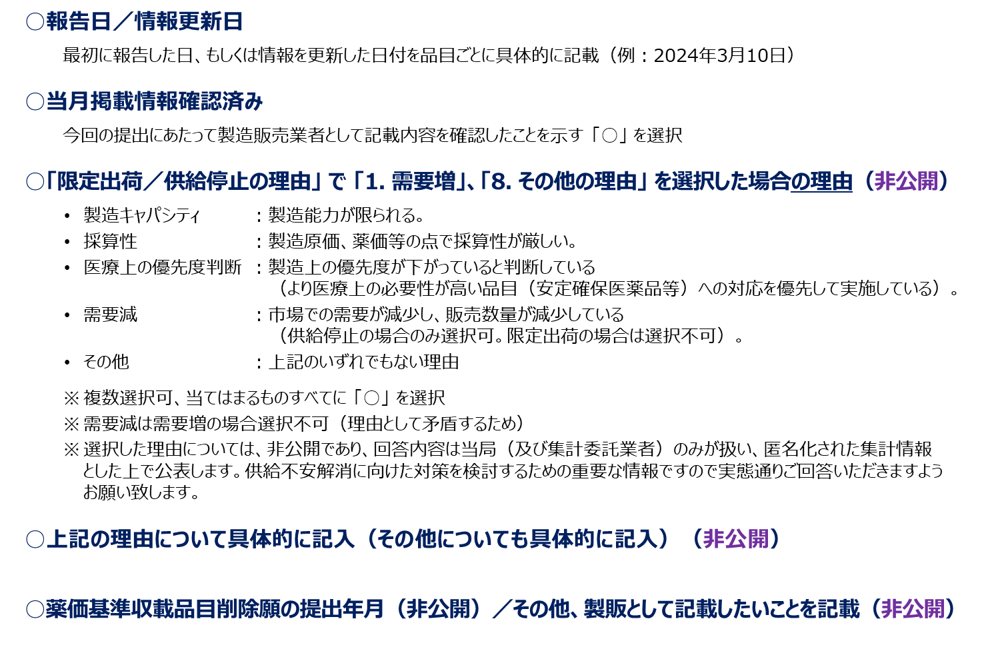 ○報告日／情報更新日
最初に報告した日、もしくは情報を更新した日付を品目ごとに具体的に記載（例：2024年3月10日）
○当月掲載情報確認済み
今回の提出にあたって製造販売業者として記載内容を確認したことを示す「○」を選択
○「限定出荷／供給停止の理由」で「1. 需要増」、「8. その他の理由」を選択した場合の理由（非公開）
• 製造キャパシティ ：製造能力が限られる。
• 採算性 ：製造原価、薬価等の点で採算性が厳しい。
• 医療上の優先度判断 ：製造上の優先度が下がっていると判断している
（より医療上の必要性が高い品目（安定確保医薬品等）への対応を優先して実施している）。
• 需要減 ：市場での需要が減少し、販売数量が減少している
（供給停止の場合のみ選択可。限定出荷の場合は選択不可）。
• その他 ：上記のいずれでもない理由
※ 複数選択可、当てはまるものすべてに「○」を選択
※ 需要減は需要増の場合選択不可（理由として矛盾するため）
※ 選択した理由については、非公開であり、回答内容は当局（及び集計委託業者）のみが扱い、匿名化された集計情報
とした上で公表します。供給不安解消に向けた対策を検討するための重要な情報ですので実態通りご回答いただきますよう
お願い致します。
○上記の理由について具体的に記入（その他についても具体的に記入）（非公開）
○薬価基準収載品目削除願の提出年月（非公開）／その他、製販として記載したいことを記載（非公開）